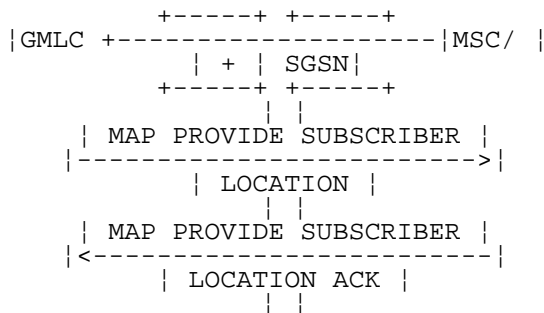 +-----+ +-----+
¦GMLC +--------------------¦MSC/ ¦
¦ + ¦ SGSN¦
+-----+ +-----+
¦ ¦
¦ MAP PROVIDE SUBSCRIBER ¦
¦------------------------->¦
¦ LOCATION ¦
¦ ¦
¦ MAP PROVIDE SUBSCRIBER ¦
¦<-------------------------¦
¦ LOCATION ACK ¦
¦ ¦